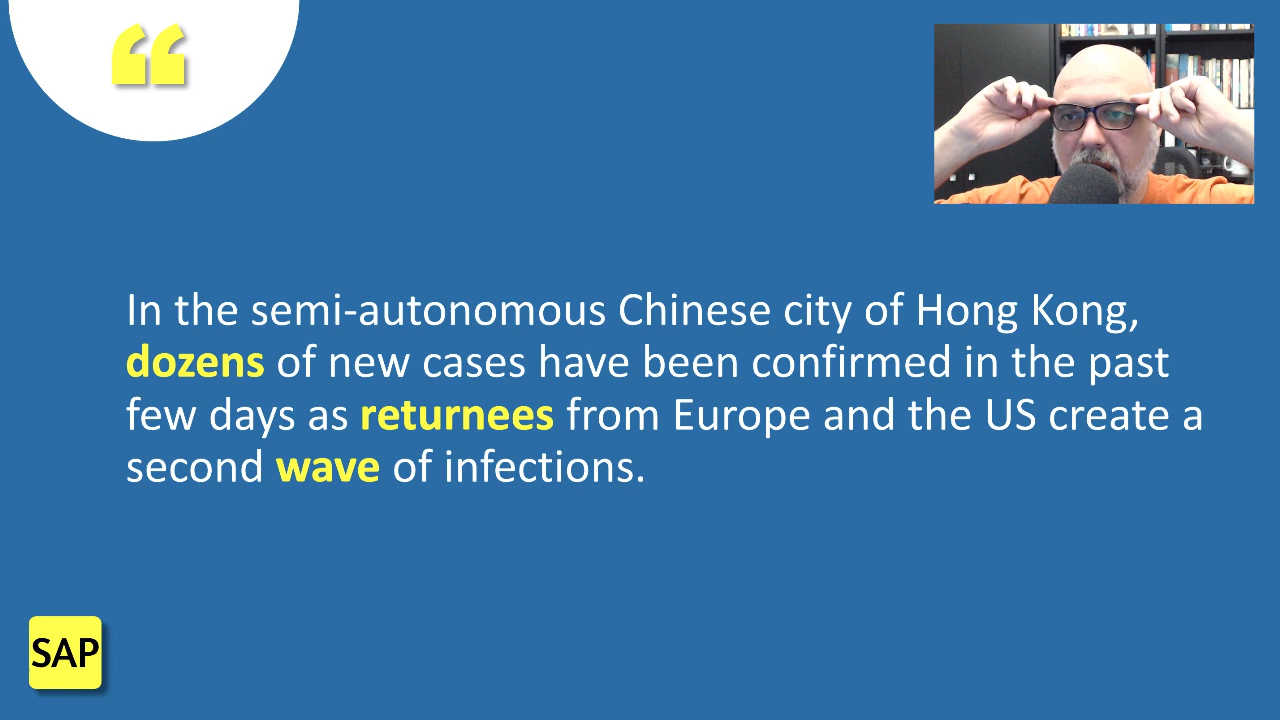 “
In the semi-autonomous Chinese city of Hong Kong,
dozens of new cases have been confirmed in the past
few days as returnees from Europe and the US create a
second wave of infections.
SAP